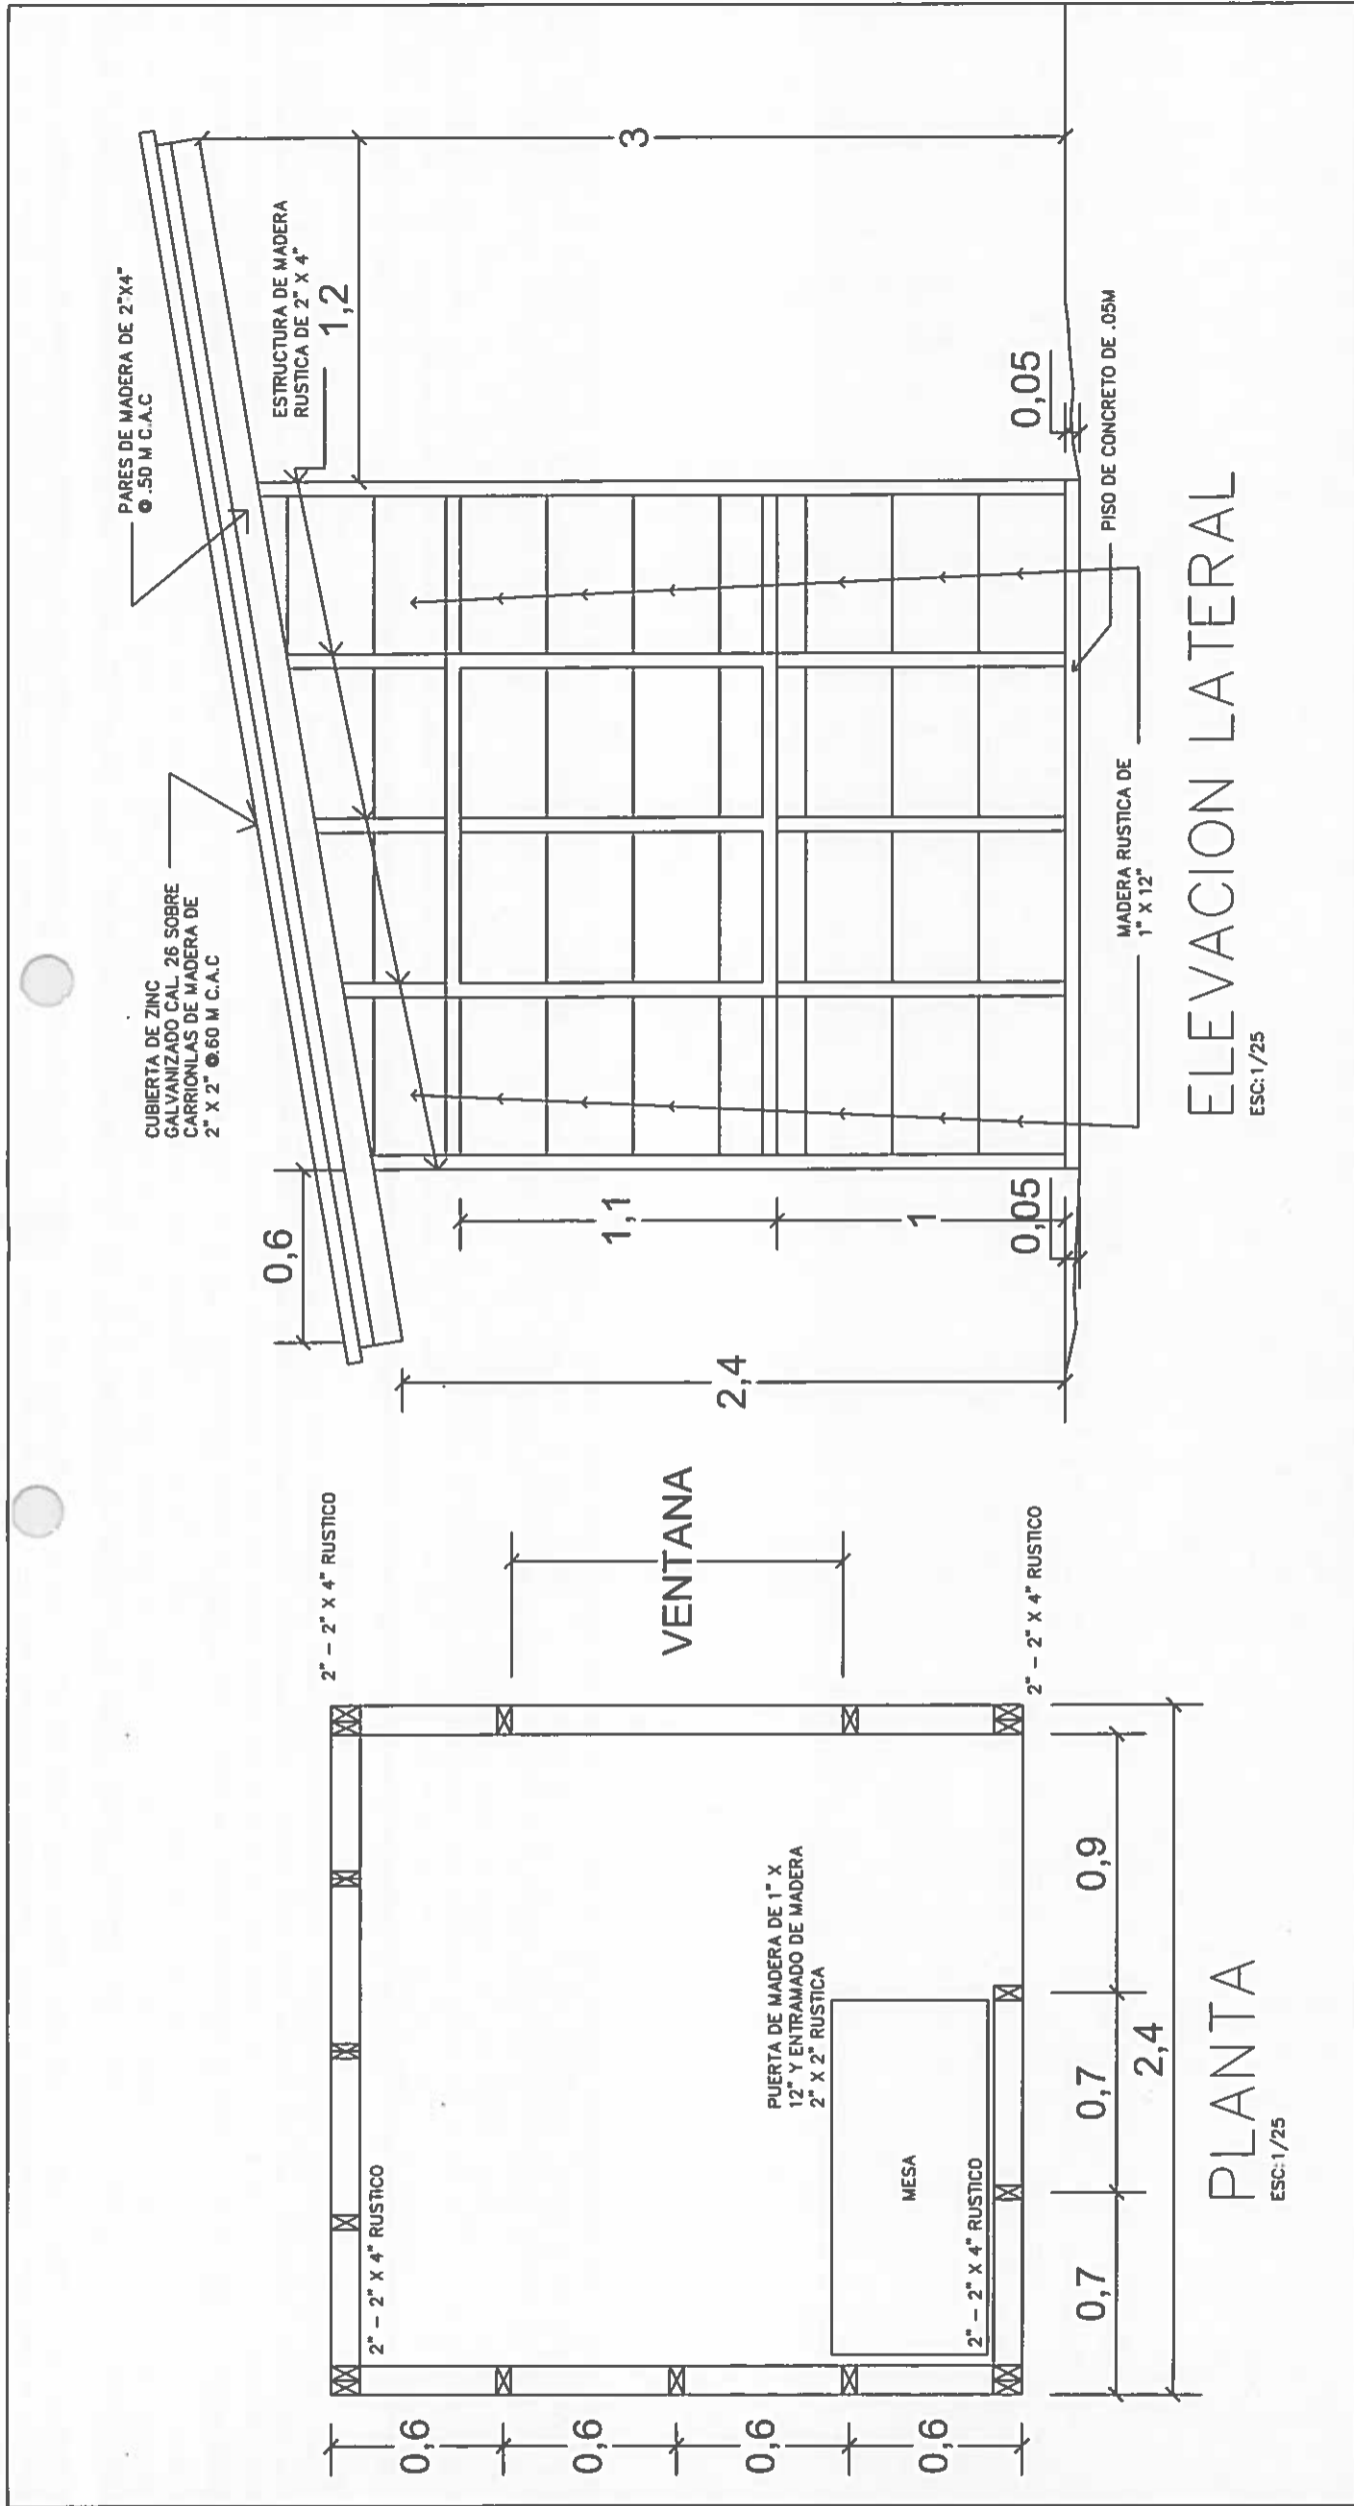 2" - 2" X 4" RUSTICO
2" - 2" X 4" RUSTICO
VENTANA
PUERTA DE MADERA DE 1" X
12" Y ENTRAMADO DE MADERA
2" X 2" RUSTICA
MESA
2" - 2" X 4" RUSTICO
2" - 2" X 4" RUSTICO
0,6
0,6
0,6
0,6
0,7
0,7
0,9
2,4
PLANTA
ESC:1/25
CUBIERTA DE ZINC
GALVANIZADO CAL. 26 SOBRE
CARRIONLAS DE MADERA DE
2" X 2" @.60 M C.A.C
PARES DE MADERA DE 2"X4"
@ .50 M C.A.C
ESTRUCTURA DE MADERA
RUSTICA DE 2" X 4"
0,6
1,2
2,4
1,1
1
0,05
3
0,05
PISO DE CONCRETO DE .05M
MADERA RUSTICA DE
1" X 12"
ELEVACION LATERAL
ESC:1/25